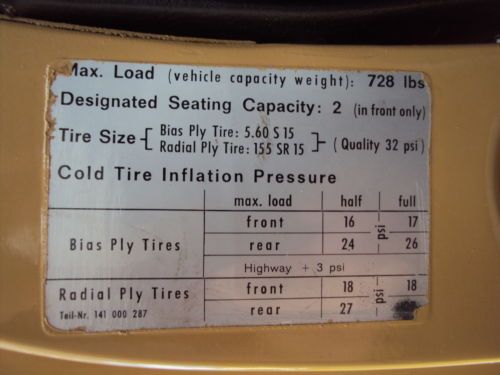 Max. Load (vehicle capacity weight): 728 lbs
Designated Seating Capacity: 2 (in front only)
Tire Size { Bias Ply Tire: 5.60 S 15 } (Quality 32 psi)
Radial Ply Tire: 155 SR 15
Cold Tire Inflation Pressure
max. load half full
Bias Ply Tires front 16 psi 17
rear 24 26
Highway + 3 psi
Radial Ply Tires front 18 psi 18
Teil-Nr. 141 000 287 rear 27